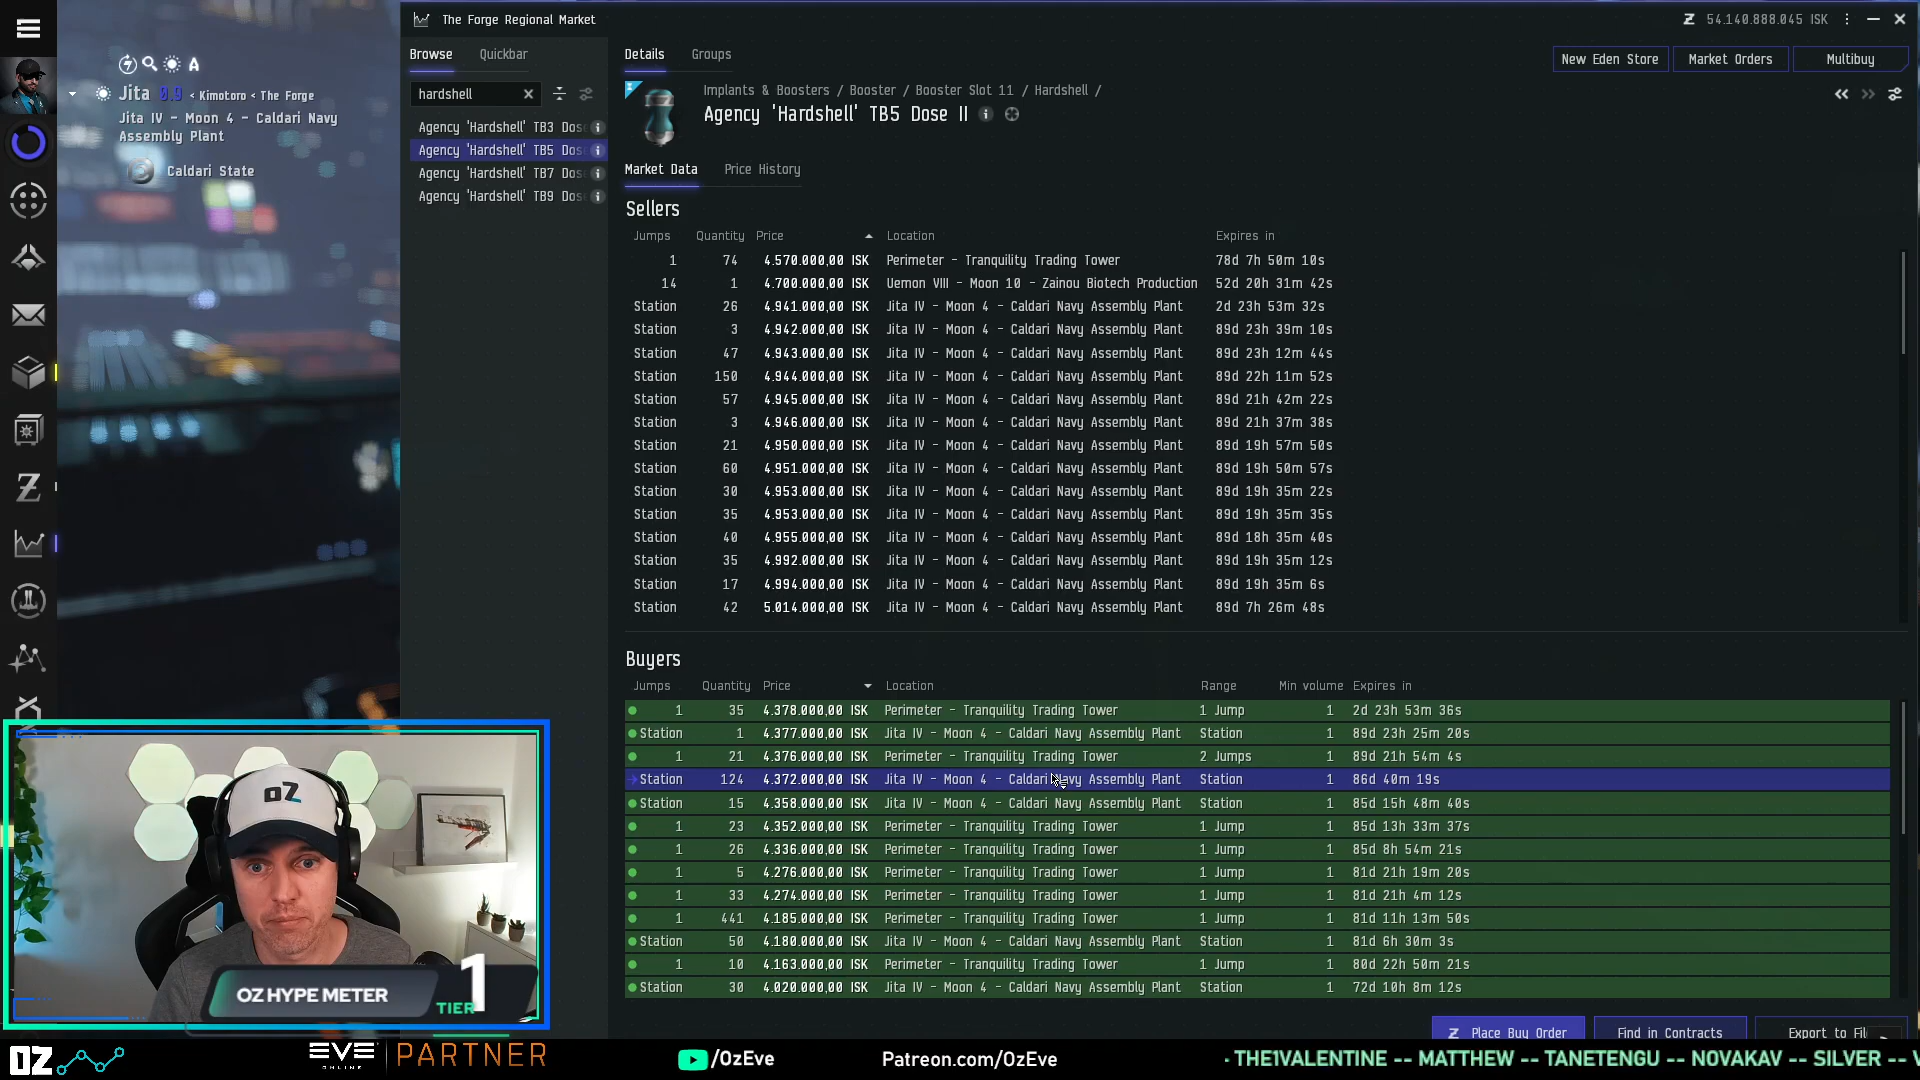 The Forge Regional Market
54.140.888.045 ISK
Browse Quickbar
hardshell
Agency 'Hardshell' TB3 Dos
Agency 'Hardshell' TB5 Dos
Agency 'Hardshell' TB7 Dos
Agency 'Hardshell' TB9 Dos
Jita 0.9 < Kimotoro < The Forge
Jita IV - Moon 4 - Caldari Navy
Assembly Plant
Caldari State
Details Groups
New Eden Store Market Orders Multibuy
Implants & Boosters / Booster / Booster Slot 11 / Hardshell /
Agency 'Hardshell' TB5 Dose II
Market Data Price History
Sellers
Jumps Quantity Price Location Expires in
1 74 4.570.000,00 ISK Perimeter - Tranquility Trading Tower 78d 7h 50m 10s
14 1 4.700.000,00 ISK Uemon VIII - Moon 10 - Zainou Biotech Production 52d 20h 31m 42s
Station 26 4.941.000,00 ISK Jita IV - Moon 4 - Caldari Navy Assembly Plant 2d 23h 53m 32s
Station 3 4.942.000,00 ISK Jita IV - Moon 4 - Caldari Navy Assembly Plant 89d 23h 39m 10s
Station 47 4.943.000,00 ISK Jita IV - Moon 4 - Caldari Navy Assembly Plant 89d 23h 12m 44s
Station 150 4.944.000,00 ISK Jita IV - Moon 4 - Caldari Navy Assembly Plant 89d 22h 11m 52s
Station 57 4.945.000,00 ISK Jita IV - Moon 4 - Caldari Navy Assembly Plant 89d 21h 42m 22s
Station 3 4.946.000,00 ISK Jita IV - Moon 4 - Caldari Navy Assembly Plant 89d 21h 37m 38s
Station 21 4.950.000,00 ISK Jita IV - Moon 4 - Caldari Navy Assembly Plant 89d 19h 57m 50s
Station 60 4.951.000,00 ISK Jita IV - Moon 4 - Caldari Navy Assembly Plant 89d 19h 50m 57s
Station 30 4.953.000,00 ISK Jita IV - Moon 4 - Caldari Navy Assembly Plant 89d 19h 35m 22s
Station 35 4.953.000,00 ISK Jita IV - Moon 4 - Caldari Navy Assembly Plant 89d 19h 35m 35s
Station 40 4.955.000,00 ISK Jita IV - Moon 4 - Caldari Navy Assembly Plant 89d 18h 35m 40s
Station 35 4.992.000,00 ISK Jita IV - Moon 4 - Caldari Navy Assembly Plant 89d 19h 35m 12s
Station 17 4.994.000,00 ISK Jita IV - Moon 4 - Caldari Navy Assembly Plant 89d 19h 35m 6s
Station 42 5.014.000,00 ISK Jita IV - Moon 4 - Caldari Navy Assembly Plant 89d 7h 26m 48s
Buyers
Jumps Quantity Price Location Range Min volume Expires in
1 35 4.378.000,00 ISK Perimeter - Tranquility Trading Tower 1 Jump 1 2d 23h 53m 36s
Station 1 4.377.000,00 ISK Jita IV - Moon 4 - Caldari Navy Assembly Plant Station 1 89d 23h 25m 20s
1 21 4.376.000,00 ISK Perimeter - Tranquility Trading Tower 2 Jumps 1 89d 21h 54m 4s
Station 124 4.372.000,00 ISK Jita IV - Moon 4 - Caldari Navy Assembly Plant Station 1 86d 40m 19s
Station 15 4.358.000,00 ISK Jita IV - Moon 4 - Caldari Navy Assembly Plant Station 1 85d 15h 48m 40s
1 23 4.352.000,00 ISK Perimeter - Tranquility Trading Tower 1 Jump 1 85d 13h 33m 37s
1 26 4.336.000,00 ISK Perimeter - Tranquility Trading Tower 1 Jump 1 85d 8h 54m 21s
1 5 4.276.000,00 ISK Perimeter - Tranquility Trading Tower 1 Jump 1 81d 21h 19m 20s
1 33 4.274.000,00 ISK Perimeter - Tranquility Trading Tower 1 Jump 1 81d 21h 4m 12s
1 441 4.185.000,00 ISK Perimeter - Tranquility Trading Tower 1 Jump 1 81d 11h 13m 50s
Station 50 4.180.000,00 ISK Jita IV - Moon 4 - Caldari Navy Assembly Plant Station 1 81d 6h 30m 3s
1 10 4.163.000,00 ISK Perimeter - Tranquility Trading Tower 1 Jump 1 80d 22h 50m 21s
Station 30 4.020.000,00 ISK Jita IV - Moon 4 - Caldari Navy Assembly Plant Station 1 72d 10h 8m 12s
Place Buy Order Find in Contracts Export to Fil
OZ
OZ HYPE METER TIER 1
OZ EVE ONLINE PARTNER /OzEve Patreon.com/OzEve - THE1VALENTINE -- MATTHEW -- TANETENGU -- NOVAKAV -- SILVER -- V